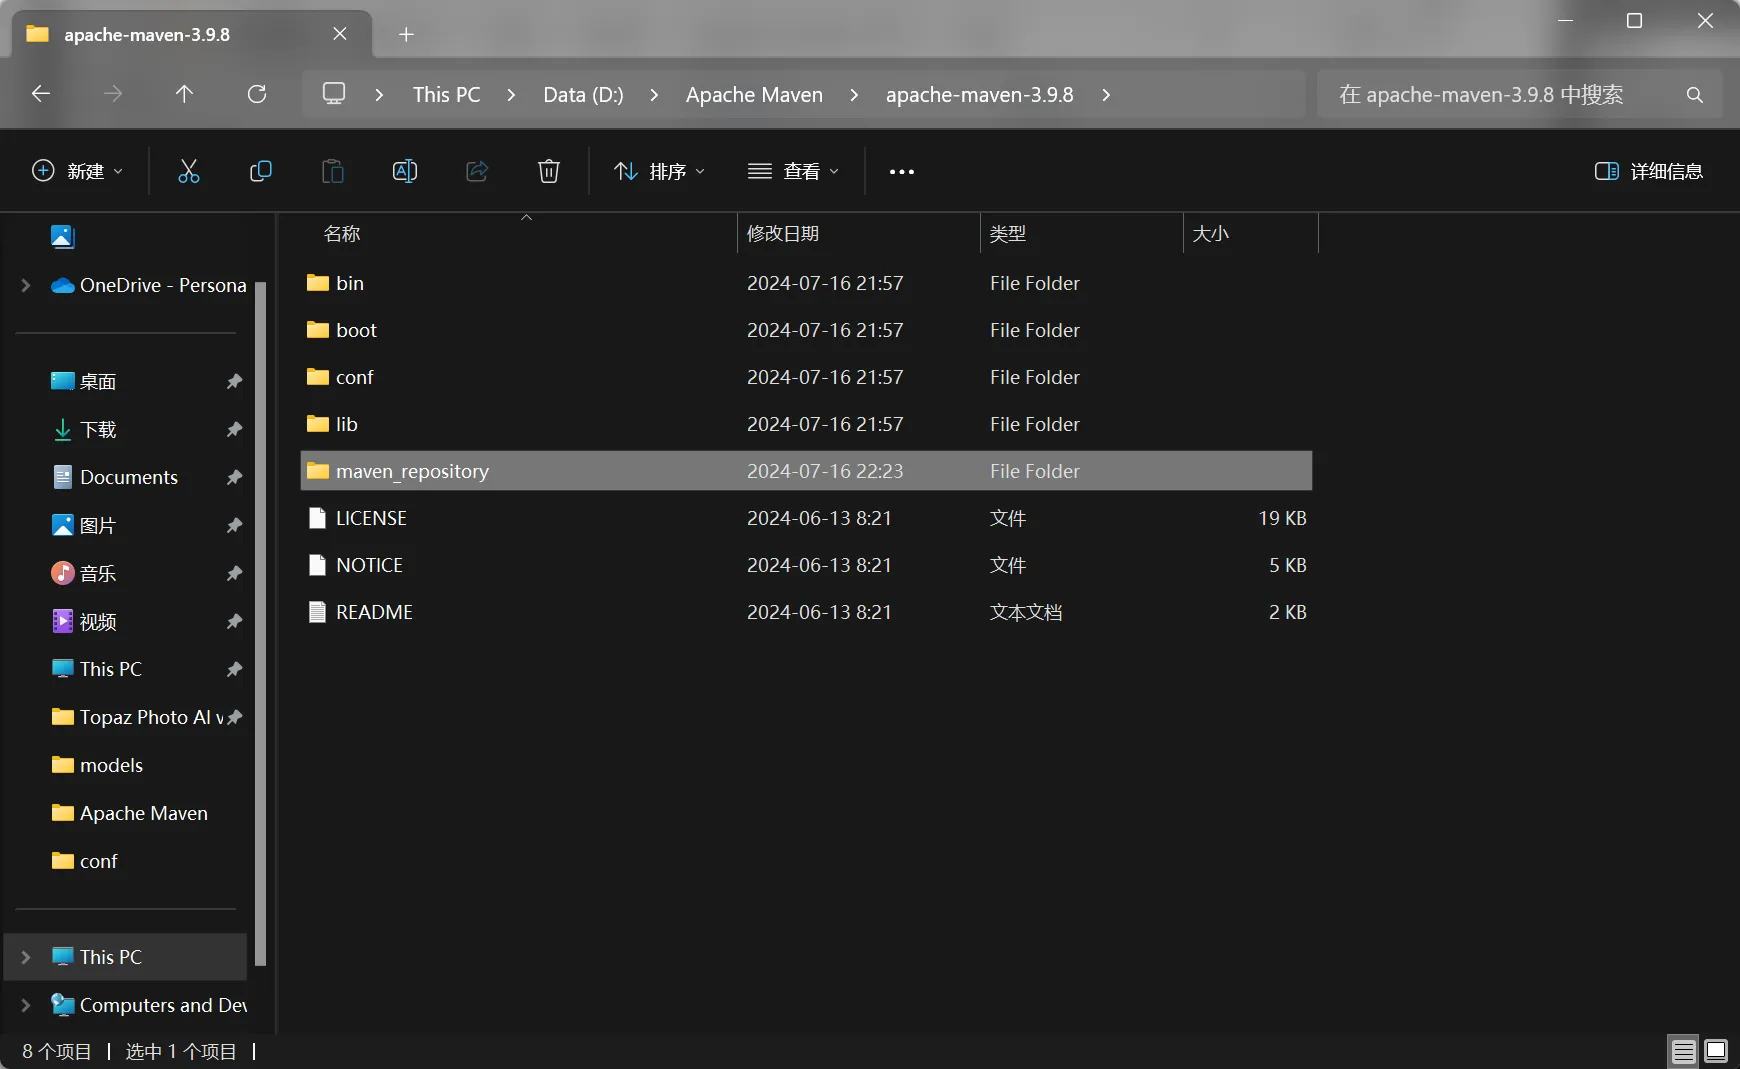 apache-maven-3.9.8
This PC > Data (D:) > Apache Maven > apache-maven-3.9.8 >
在 apache-maven-3.9.8 中搜索
新建
排序
查看
详细信息
名称 修改日期 类型 大小
OneDrive - Persona
桌面
下载
Documents
图片
音乐
视频
This PC
Topaz Photo AI v
models
Apache Maven
conf
This PC
Computers and Dev
bin 2024-07-16 21:57 File Folder
boot 2024-07-16 21:57 File Folder
conf 2024-07-16 21:57 File Folder
lib 2024-07-16 21:57 File Folder
maven_repository 2024-07-16 22:23 File Folder
LICENSE 2024-06-13 8:21 文件 19 KB
NOTICE 2024-06-13 8:21 文件 5 KB
README 2024-06-13 8:21 文本文档 2 KB
8 个项目 | 选中 1 个项目 |